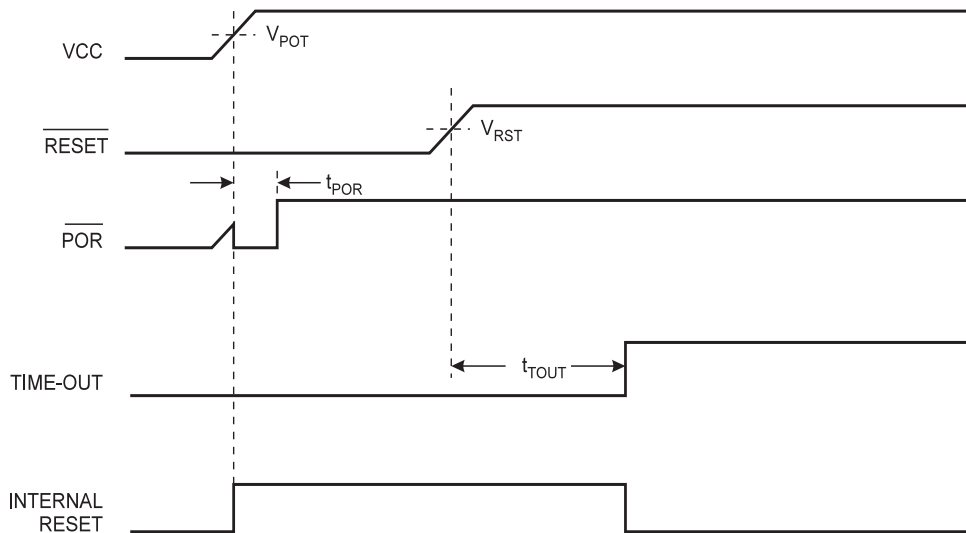 VCC
V_POT
RESET
V_RST
t_POR
POR
t_TOUT
TIME-OUT
INTERNAL
RESET